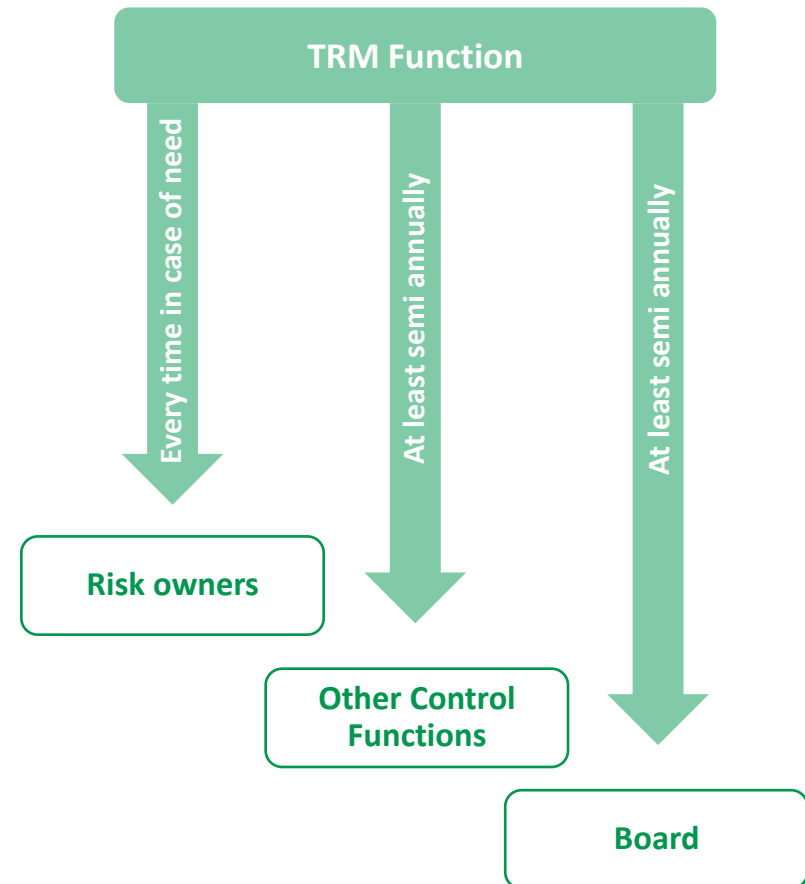 TRM Function
Every time in case of need
At least semi annually
At least semi annually
Risk owners
Other Control
Functions
Board